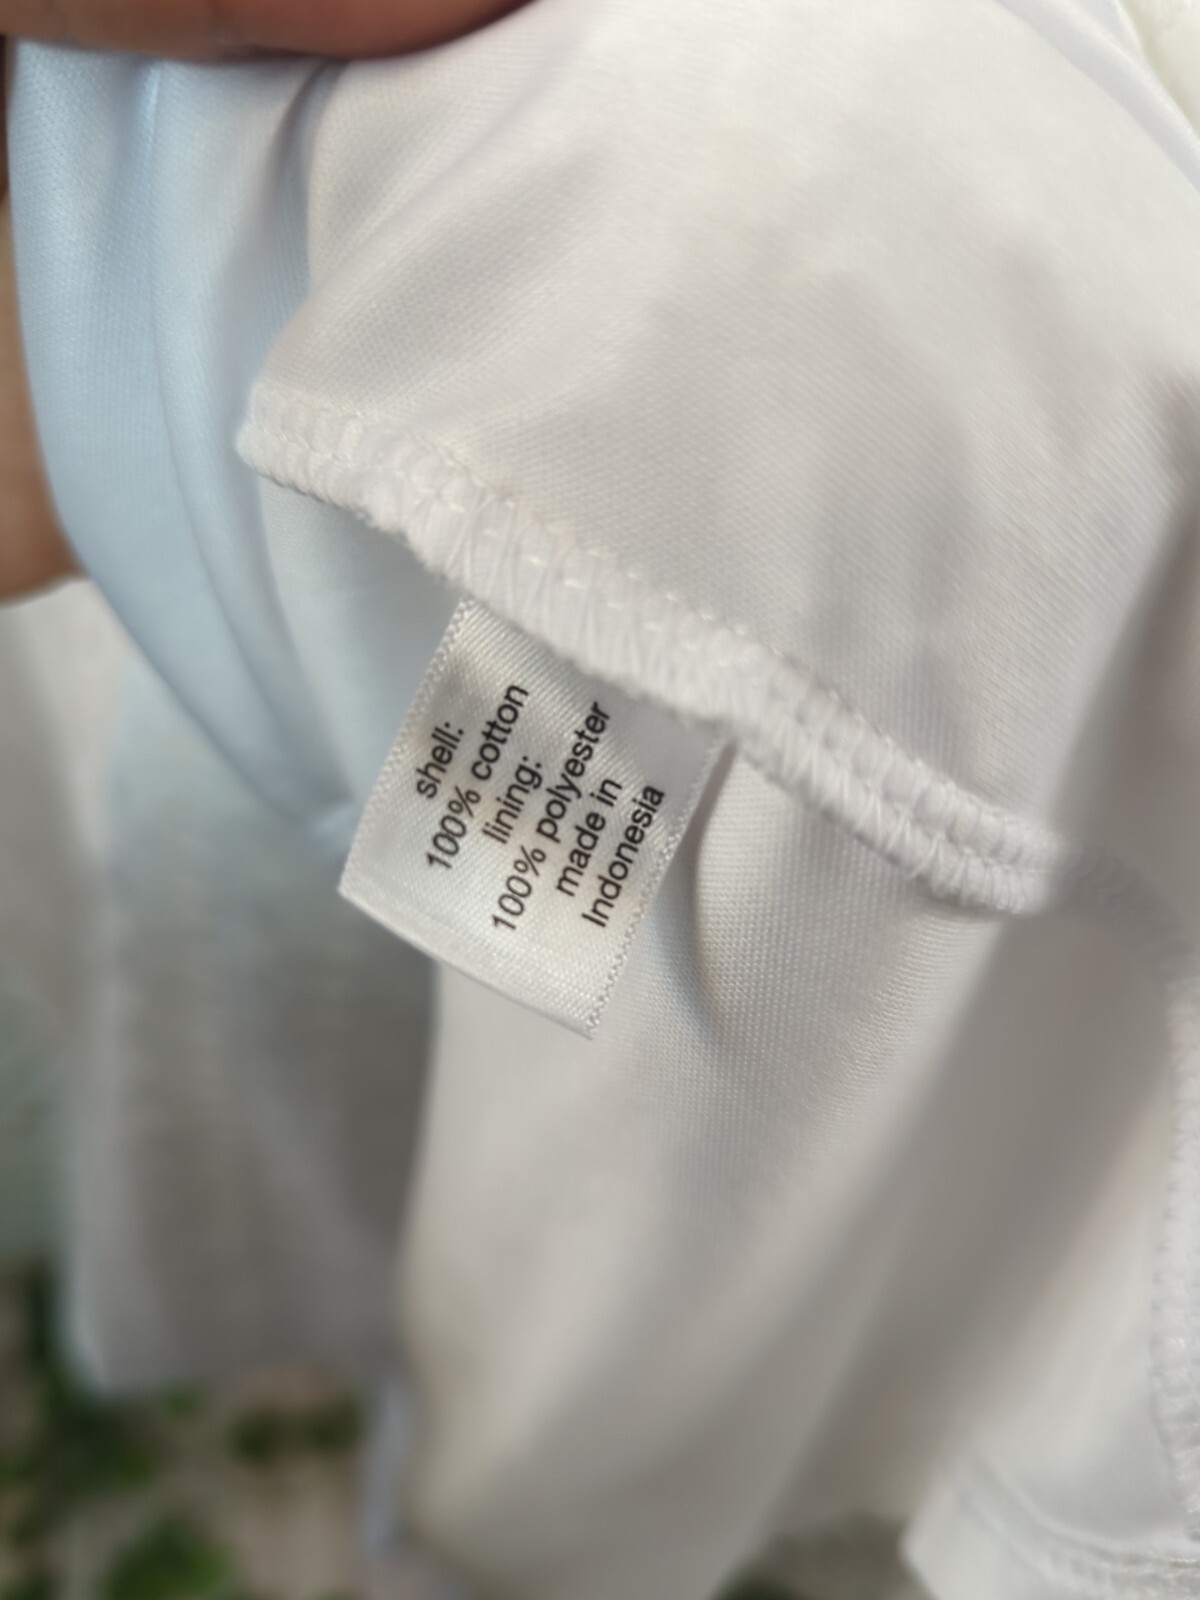 shell:
100% cotton
lining:
100% polyester
made in
Indonesia